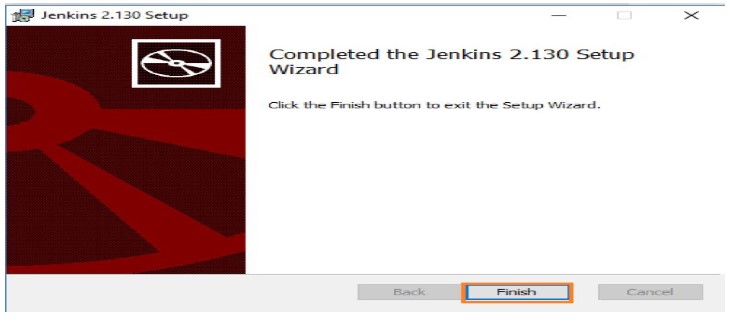 Jenkins 2.130 Setup
Completed the Jenkins 2.130 Setup
Wizard
Click the Finish button to exit the Setup Wizard.
Back Finish Cancel